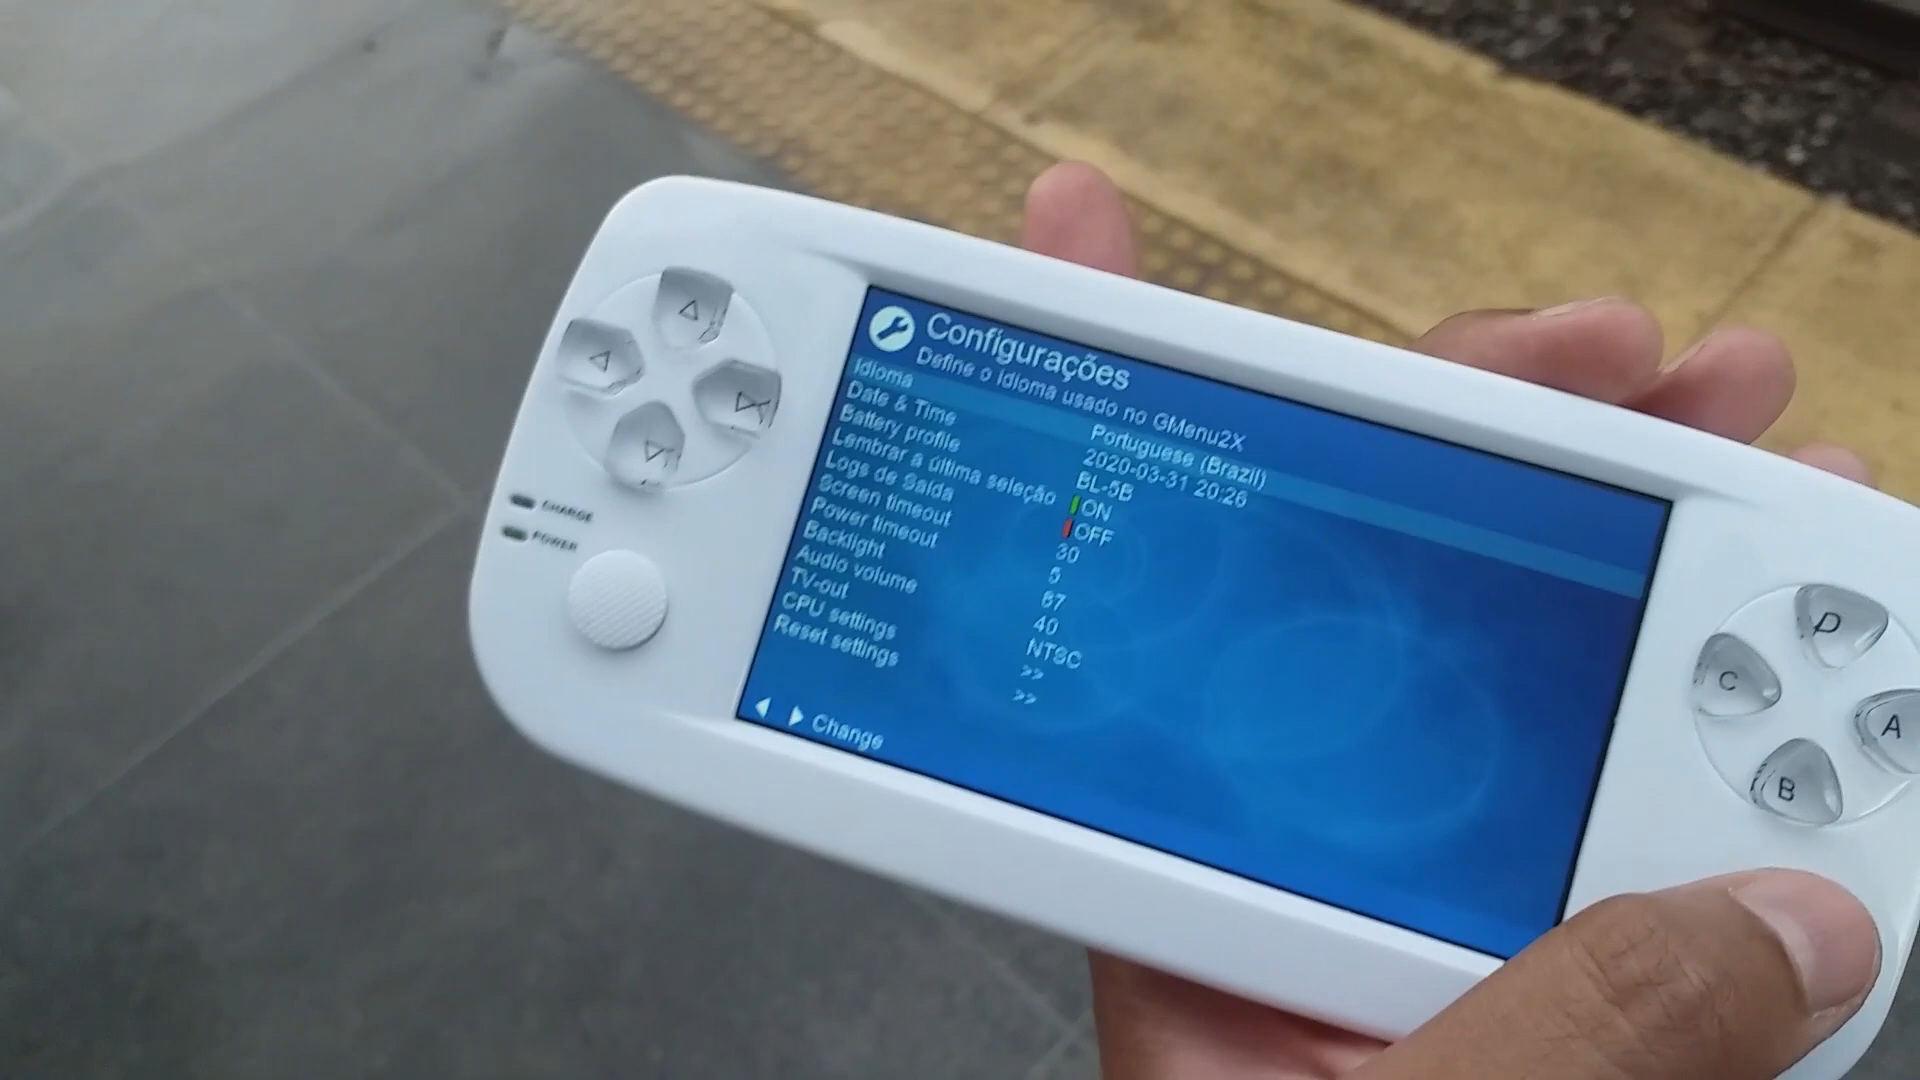 Configurações
Define o idioma usado no GMenu2X
Idioma Portuguese (Brazil)
Date & Time 2020-03-31 20:26
Battery profile BL-5B
Lembrar a última seleção ON
Logs de Saída OFF
Screen timeout 30
Power timeout 5
Backlight 67
Audio volume 40
TV-out NTSC
CPU settings >>
Reset settings >>
Change
CHARGE
POWER
D
C
A
B